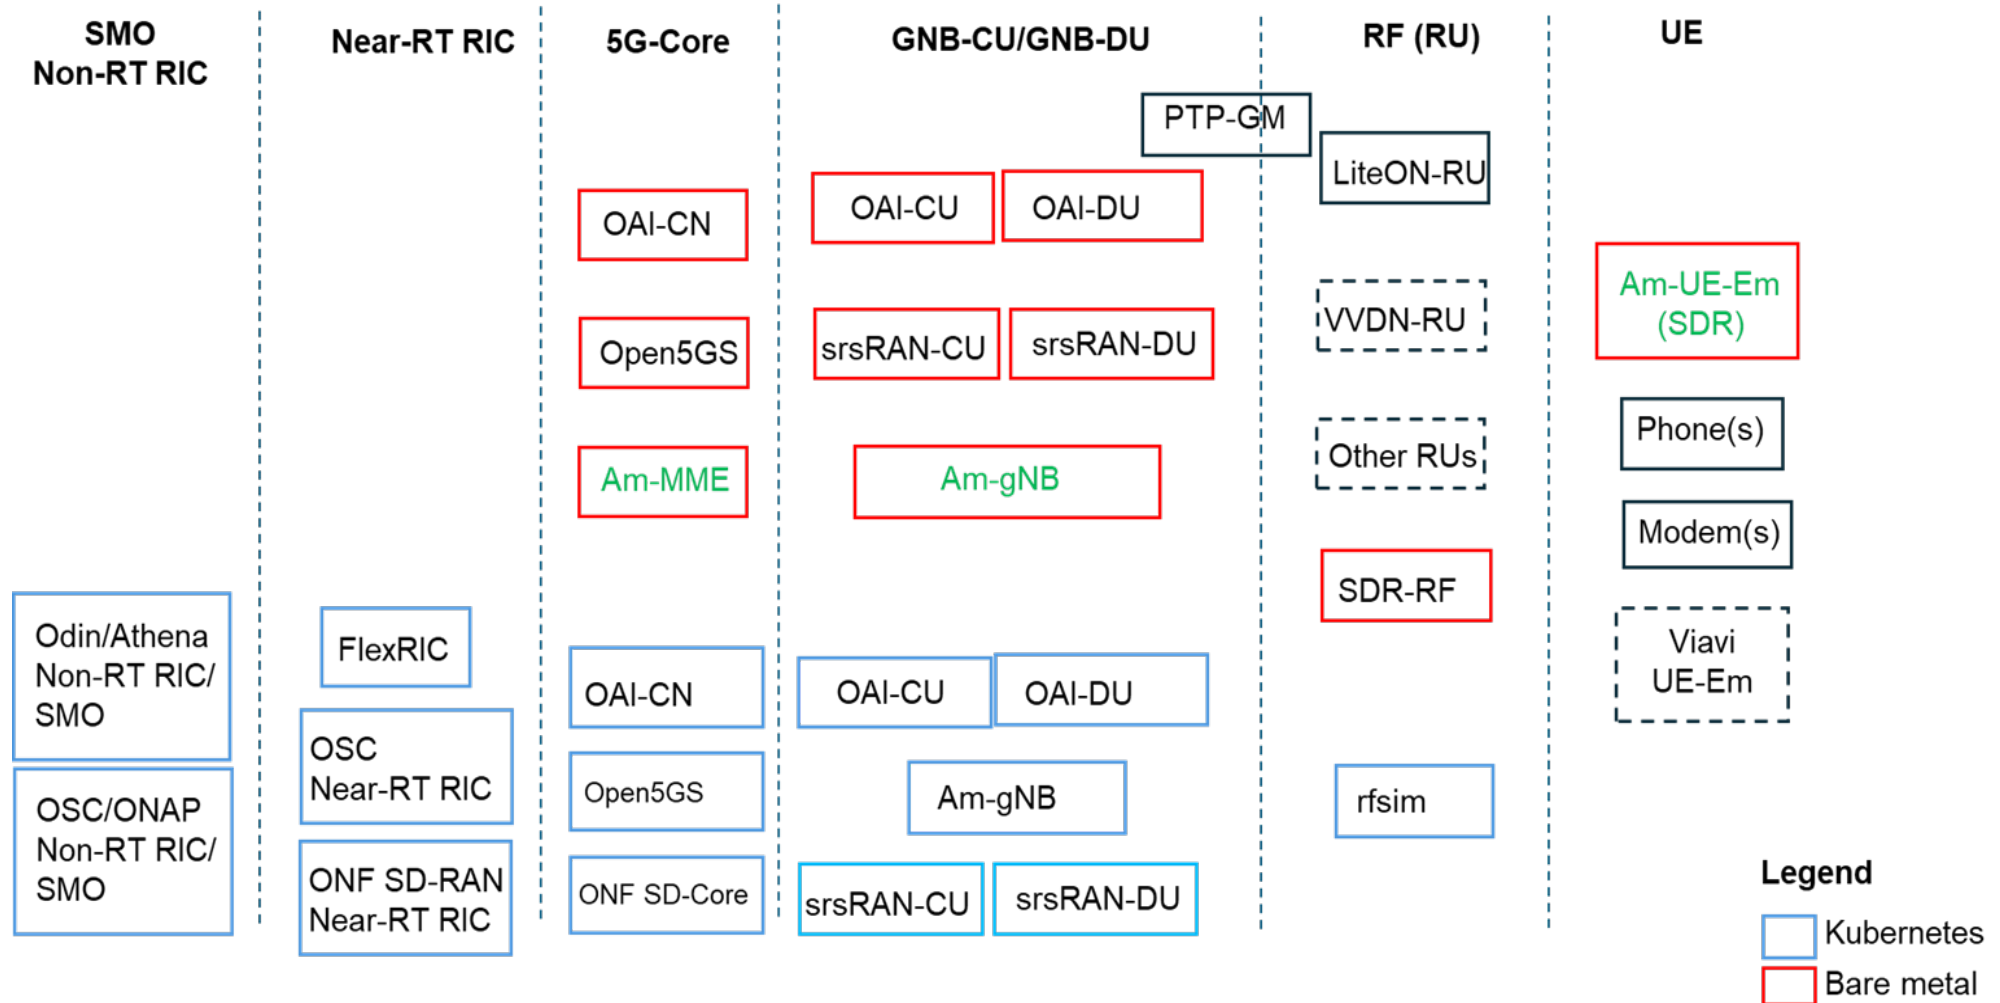 SMO
Non-RT RIC
Near-RT RIC
5G-Core
GNB-CU/GNB-DU
RF (RU)
UE
PTP-GM
LiteON-RU
OAI-CN
OAI-CU
OAI-DU
Am-UE-Em
(SDR)
VVDN-RU
Open5GS
srsRAN-CU
srsRAN-DU
Phone(s)
Other RUs
Am-MME
Am-gNB
Modem(s)
SDR-RF
Odin/Athena
Non-RT RIC/
SMO
FlexRIC
OAI-CN
OAI-CU
OAI-DU
Viavi
UE-Em
OSC
Near-RT RIC
Open5GS
Am-gNB
rfsim
OSC/ONAP
Non-RT RIC/
SMO
ONF SD-RAN
Near-RT RIC
ONF SD-Core
srsRAN-CU
srsRAN-DU
Legend
Kubernetes
Bare metal